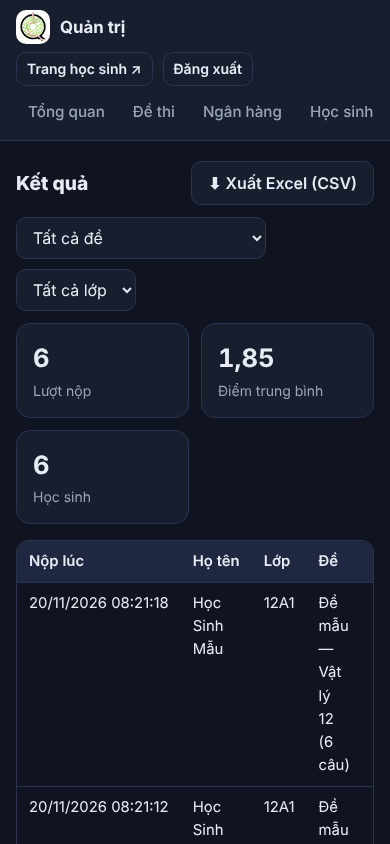 Quản trị
Trang học sinh ↗ Đăng xuất
Tổng quan Đề thi Ngân hàng Học sinh
Kết quả ⬇ Xuất Excel (CSV)
Tất cả đề
Tất cả lớp
6 1,85
Lượt nộp Điểm trung bình
6
Học sinh
Nộp lúc Họ tên Lớp Đề
20/11/2026 08:21:18 Học 12A1 Đề
Sinh mẫu
Mẫu —
Vật
lý
12
(6
câu)
20/11/2026 08:21:12 Học 12A1 Đề
Sinh mẫu